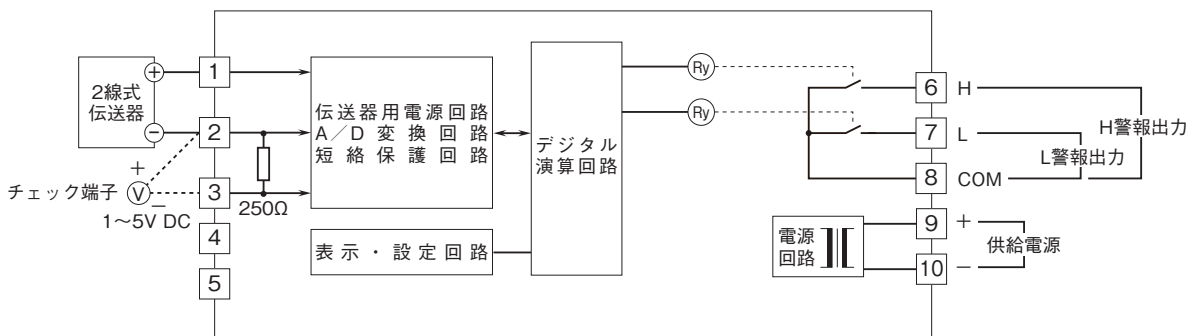 2線式
伝送器
+
−
1
2
3
4
5
+
V
−
チェック端子
1〜5V DC
250Ω
伝送器用電源回路
A/D変換回路
短絡保護回路
表示・設定回路
デジタル
演算回路
Ry
Ry
6 H
7 L
8 COM
H警報出力
L警報出力
電源
回路
9 +
10 −
供給電源